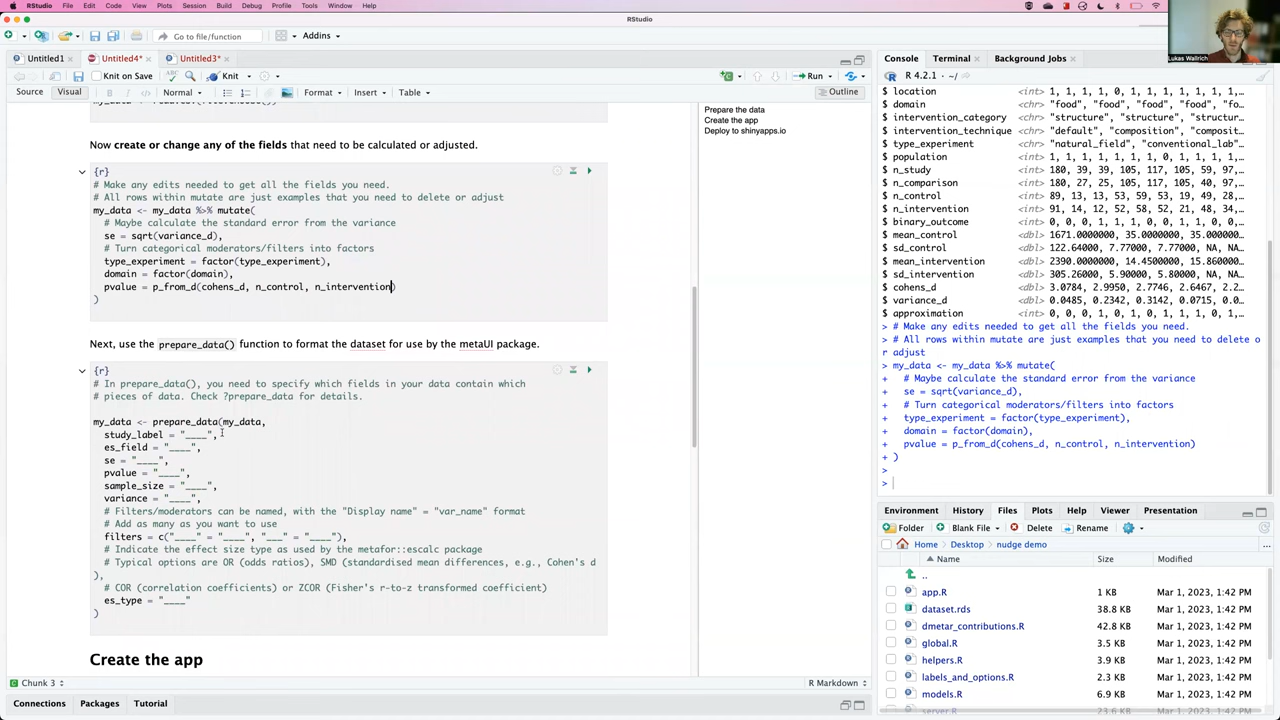 RStudio File Edit Code View Plots Session Build Debug Profile Tools Window Help
RStudio
Go to file/function Addins
Untitled1 Untitled4* Untitled3*
Knit on Save Knit Run
Source Visual B I Normal Format Insert Table Outline
Now create or change any of the fields that need to be calculated or adjusted.
{r}
# Make any edits needed to get all the fields you need.
# All rows within mutate are just examples that you need to delete or adjust
my_data <- my_data %>% mutate(
# Maybe calculate the standard error from the variance
se = sqrt(variance_d),
# Turn categorical moderators/filters into factors
type_experiment = factor(type_experiment),
domain = factor(domain),
pvalue = p_from_d(cohens_d, n_control, n_intervention)
)
Next, use the prepare_data() function to format the dataset for use by the metaUI package.
{r}
# In prepare_data(), you need to specify which fields in your data contain which
# pieces of data. Check ?prepare_data for details.
my_data <- prepare_data(my_data,
study_label = "____",
es_field = "____",
se = "____",
pvalue = "____",
sample_size = "____",
variance = "____",
# Filters/moderators can be named, with the "Display name" = "var_name" format
# Add as many as you want to use
filters = c("____" = "____", "____" = "____"),
# Indicate the effect size type, as used by the metafor::escalc package
# Typical options are OR (odds ratios), SMD (standardised mean differences, e.g., Cohen's d
),
# COR (correlation coefficients) or ZCOR (Fisher's r-to-z transformed coefficient)
es_type = "____"
)
Create the app
Chunk 3 R Markdown
Connections Packages Tutorial
Prepare the data
Create the app
Deploy to shinyapps.io
Lukas Wallrich
Console Terminal Background Jobs
R 4.2.1 · ~/
$ location <int> 1, 1, 1, 1, 0, 1, 1, 1, 1, 1,…
$ domain <chr> "food", "food", "food", "fo…
$ intervention_category <chr> "structure", "structure", "structur…
$ intervention_technique <chr> "default", "composition", "composit…
$ type_experiment <chr> "natural_field", "conventional_lab"…
$ population <int> 1, 1, 1, 1, 1, 0, 1, 1, 1, 1, 1, 1,…
$ n_study <int> 180, 39, 39, 105, 117, 105, 59, 97,…
$ n_comparison <int> 180, 27, 25, 105, 117, 105, 40, 97,…
$ n_control <int> 89, 13, 13, 53, 59, 53, 19, 49, 28,…
$ n_intervention <int> 91, 14, 12, 52, 58, 52, 21, 48, 34,…
$ binary_outcome <int> 0, 0, 0, 1, 1, 1, 0, 0, 0, 0, 0, 0,…
$ mean_control <dbl> 1671.0000000, 35.0000000, 35.000000…
$ sd_control <dbl> 122.64000, 7.77000, 7.77000, NA, NA…
$ mean_intervention <dbl> 2390.0000000, 14.4500000, 15.860000…
$ sd_intervention <dbl> 305.26000, 5.90000, 5.80000, NA, NA…
$ cohens_d <dbl> 3.0784, 2.9950, 2.7746, 2.6467, 2.2…
$ variance_d <dbl> 0.0485, 0.2342, 0.3142, 0.0715, 0.0…
$ approximation <int> 0, 0, 0, 1, 0, 1, 0, 0, 0, 0, 1, 1,…
> # Make any edits needed to get all the fields you need.
> # All rows within mutate are just examples that you need to delete o
r adjust
> my_data <- my_data %>% mutate(
+ # Maybe calculate the standard error from the variance
+ se = sqrt(variance_d),
+ # Turn categorical moderators/filters into factors
+ type_experiment = factor(type_experiment),
+ domain = factor(domain),
+ pvalue = p_from_d(cohens_d, n_control, n_intervention)
+ )
>
>
Environment History Files Plots Help Viewer Presentation
Folder Blank File Delete Rename
Home Desktop nudge demo
Name Size Modified
..
app.R 1 KB Mar 1, 2023, 1:42 PM
dataset.rds 38.8 KB Mar 1, 2023, 1:42 PM
dmetar_contributions.R 42.8 KB Mar 1, 2023, 1:42 PM
global.R 3.5 KB Mar 1, 2023, 1:42 PM
helpers.R 3.9 KB Mar 1, 2023, 1:42 PM
labels_and_options.R 2.3 KB Mar 1, 2023, 1:42 PM
models.R 6.9 KB Mar 1, 2023, 1:42 PM
server.R 23.6 KB Mar 1, 2023, 1:42 PM